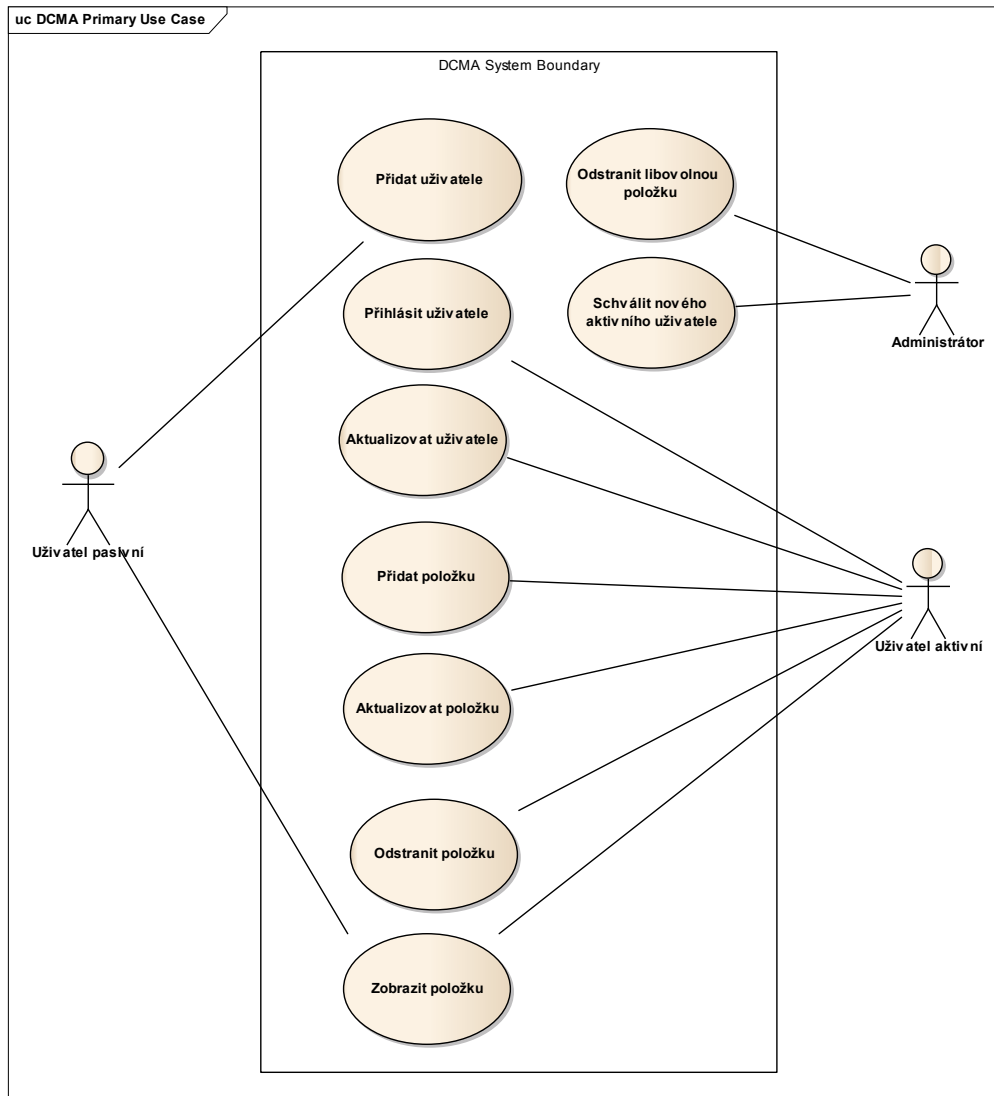 uc DCMA Primary Use Case
DCMA System Boundary
Přidat uživatele
Odstranit libovolnou
položku
Přihlásit uživatele
Schválit nového
aktivního uživatele
Administrátor
Aktualizovat uživatele
Uživatel pasivní
Přidat položku
Uživatel aktivní
Aktualizovat položku
Odstranit položku
Zobrazit položku